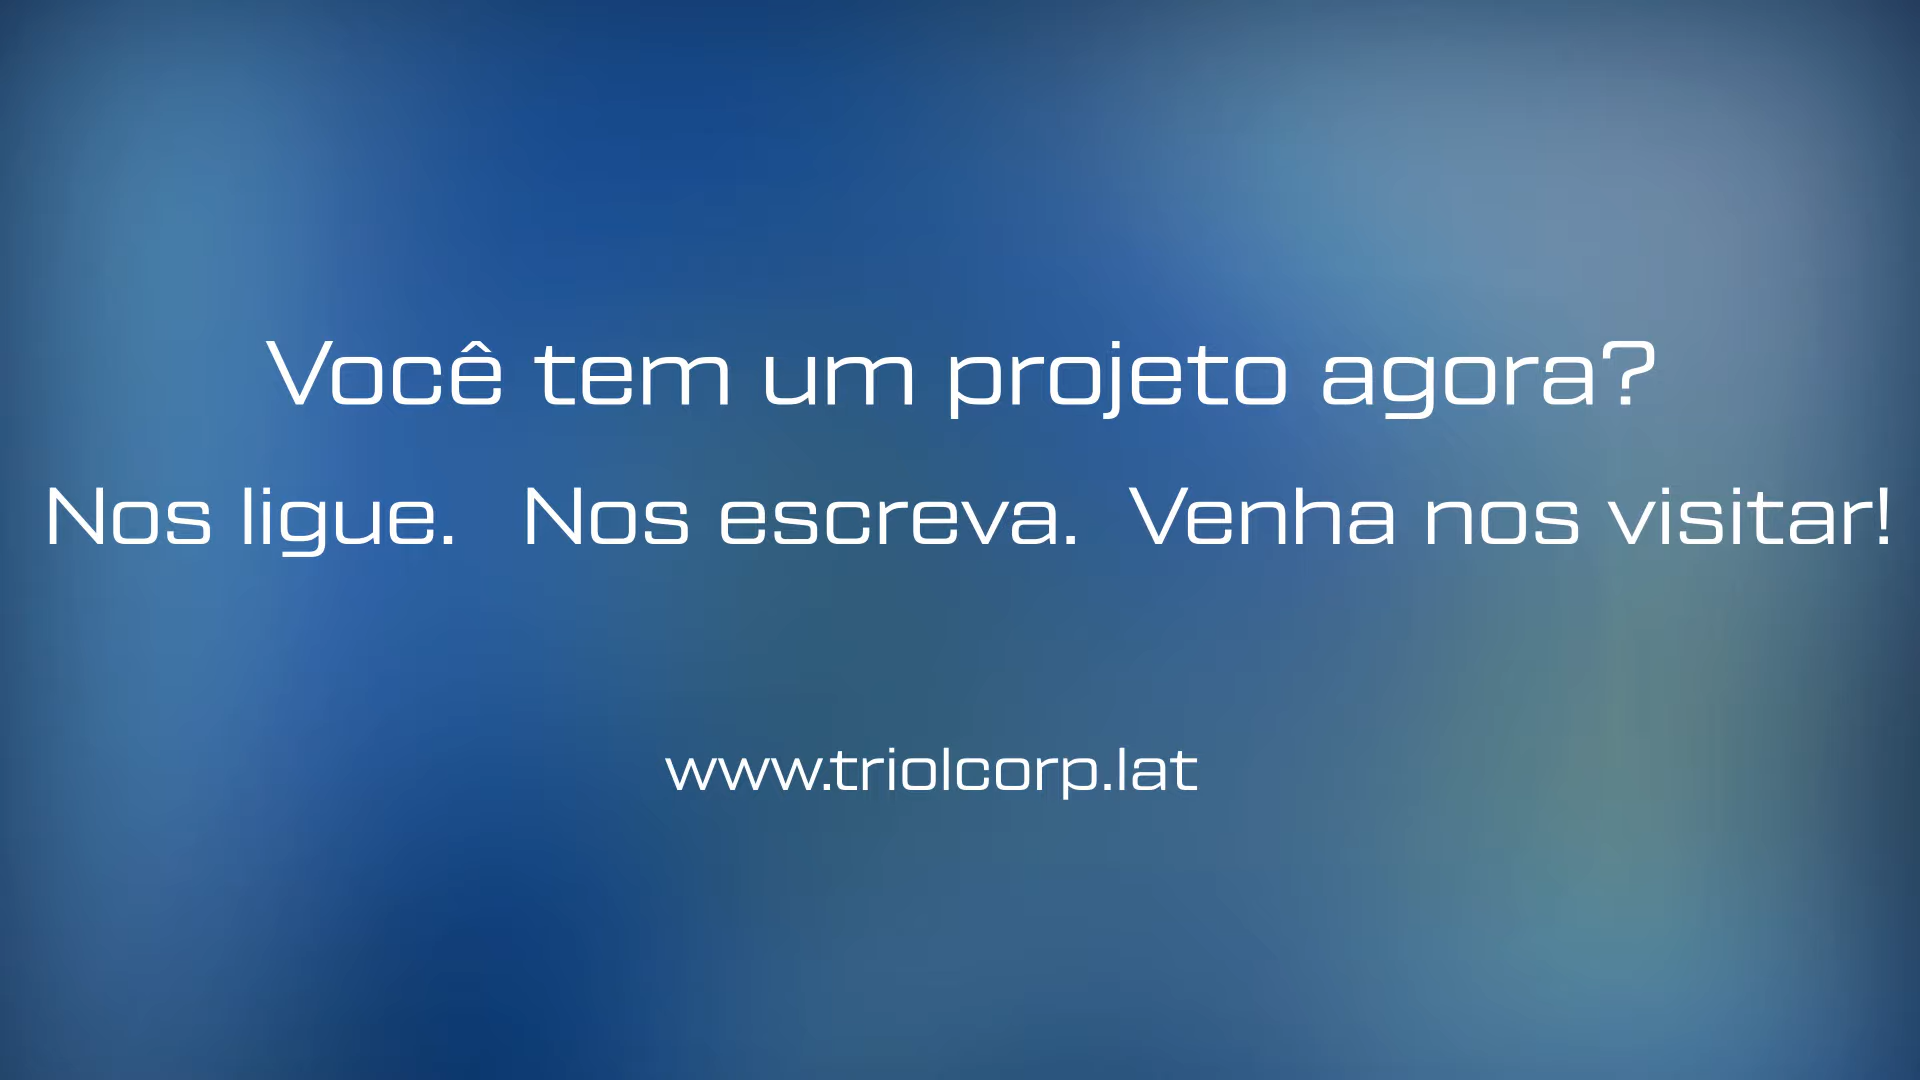 Você tem um projeto agora?
Nos ligue. Nos escreva. Venha nos visitar!
www.triolcorp.lat